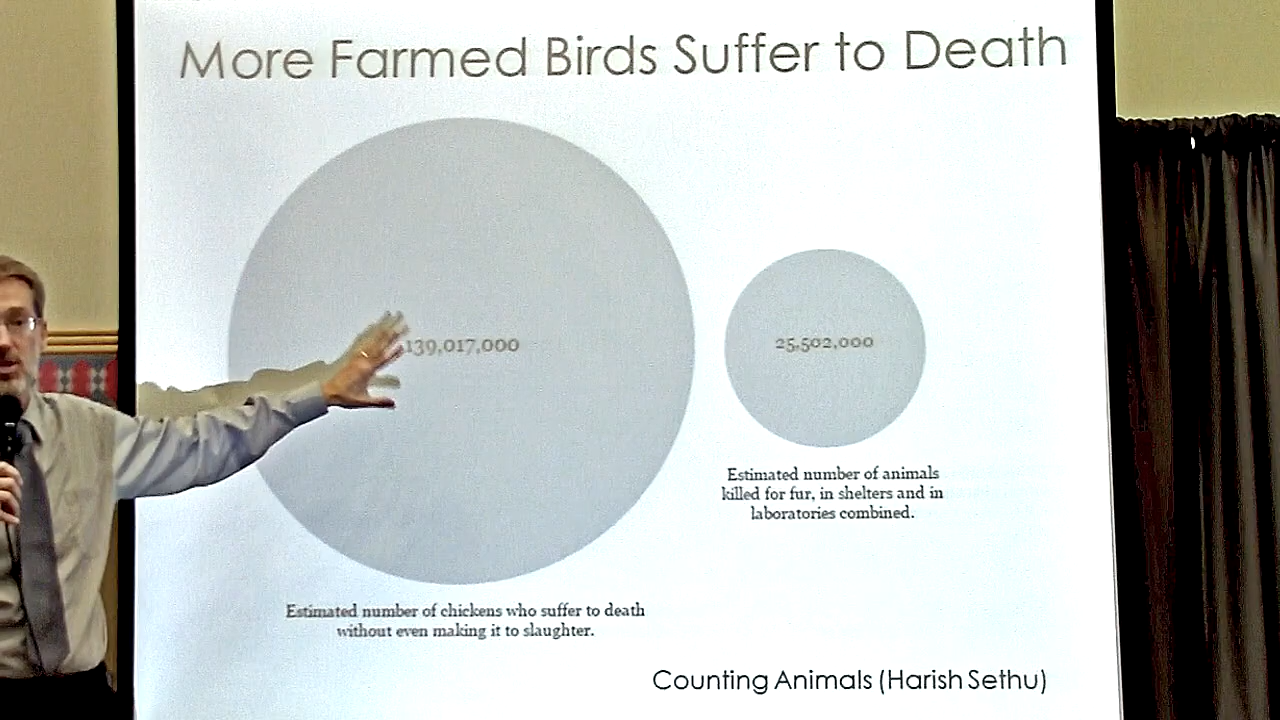 More Farmed Birds Suffer to Death
139,017,000
25,502,000
Estimated number of animals
killed for fur, in shelters and in
laboratories combined.
Estimated number of chickens who suffer to death
without even making it to slaughter.
Counting Animals (Harish Sethu)